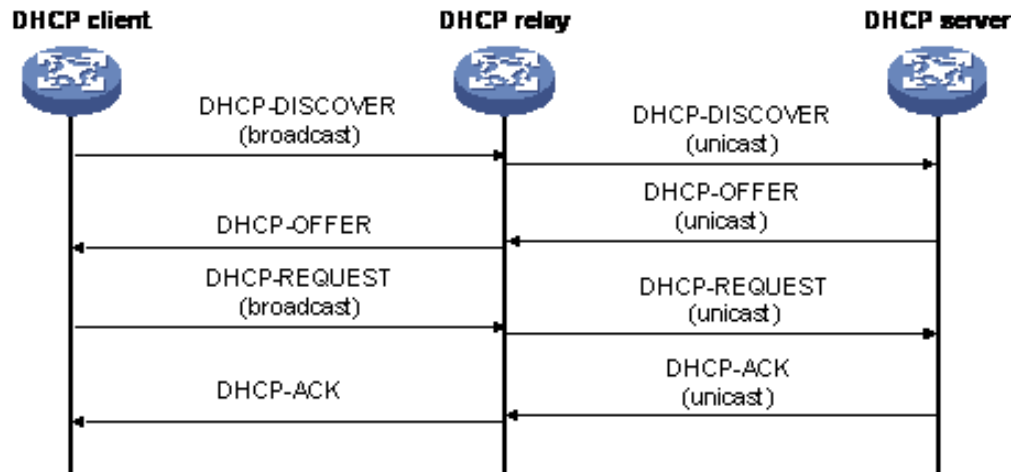 DHCP client
DHCP relay
DHCP server
DHCP-DISCOVER
(broadcast)
DHCP-DISCOVER
(unicast)
DHCP-OFFER
(unicast)
DHCP-OFFER
DHCP-REQUEST
(broadcast)
DHCP-REQUEST
(unicast)
DHCP-ACK
(unicast)
DHCP-ACK